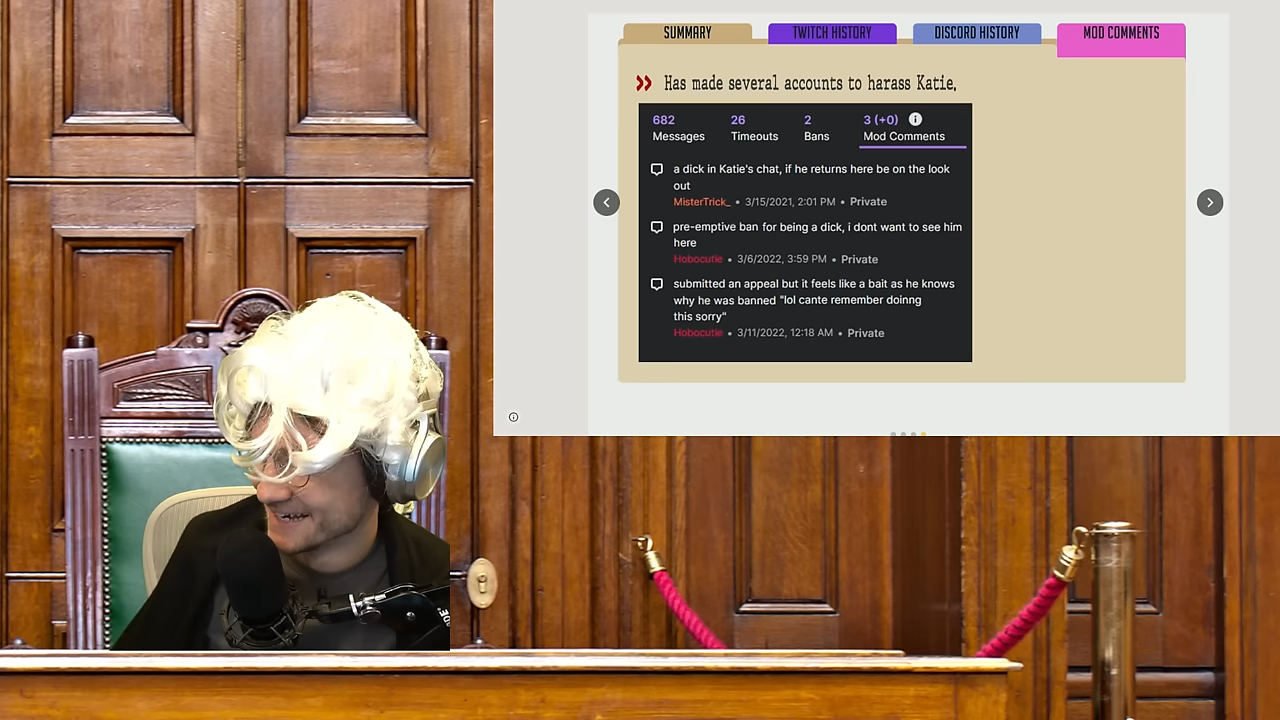 SUMMARY
TWITCH HISTORY
DISCORD HISTORY
MOD COMMENTS
Has made several accounts to harass Katie.
682 26 2 3 (+0)
Messages Timeouts Bans Mod Comments
a dick in Katie's chat, if he returns here be on the look
out
MisterTrick_ • 3/15/2021, 2:01 PM • Private
pre-emptive ban for being a dick, i dont want to see him
here
Hobocutie • 3/6/2022, 3:59 PM • Private
submitted an appeal but it feels like a bait as he knows
why he was banned "lol cante remember doinng
this sorry"
Hobocutie • 3/11/2022, 12:18 AM • Private